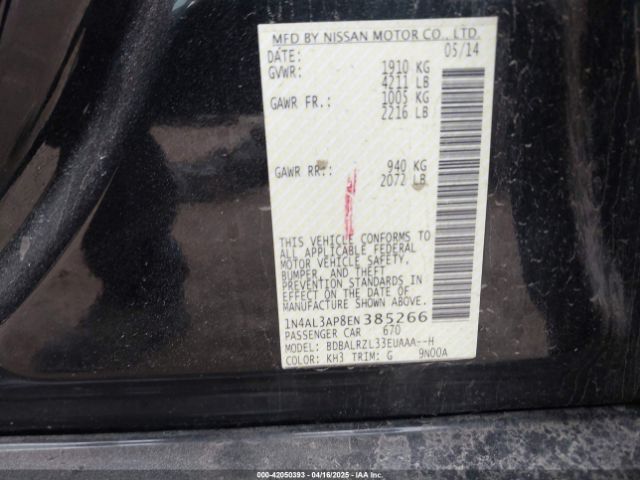 MFD BY NISSAN MOTOR CO., LTD.
DATE: 05/14
GVWR: 1910 KG
4211 LB
GAWR FR.: 1005 KG
2216 LB
GAWR RR.: 940 KG
2072 LB
THIS VEHICLE CONFORMS TO
ALL APPLICABLE FEDERAL
MOTOR VEHICLE SAFETY,
BUMPER, AND THEFT
PREVENTION STANDARDS IN
EFFECT ON THE DATE OF
MANUFACTURE SHOWN ABOVE.
1N4AL3AP8EN385266
PASSENGER CAR 670
MODEL: BDBALRZL33EUAAA--H
COLOR: KH3 TRIM: G 9N00A
000-42050393 - 04/16/2025 - www.iaai.com